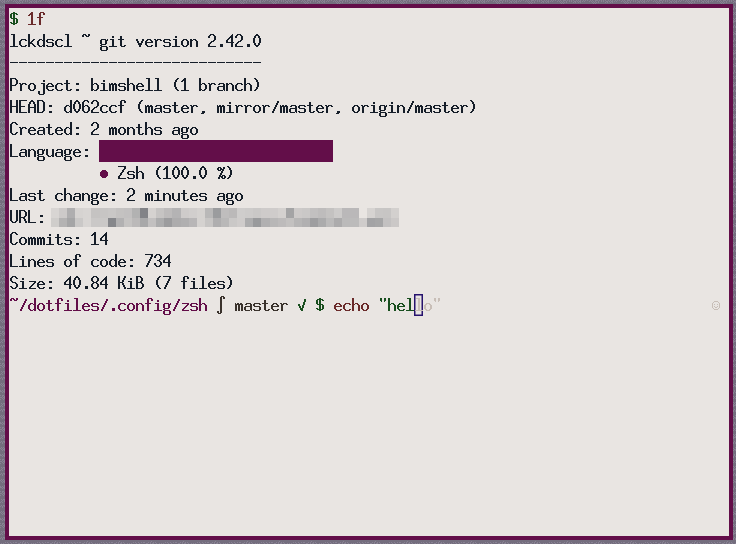 $ 1f
lckdscl ~ git version 2.42.0
----------------------------
Project: bimshell (1 branch)
HEAD: d062ccf (master, mirror/master, origin/master)
Created: 2 months ago
Language:
● Zsh (100.0 %)
Last change: 2 minutes ago
URL:
Commits: 14
Lines of code: 734
Size: 40.84 KiB (7 files)
~/dotfiles/.config/zsh ʃ master √ $ echo "hello" ☺